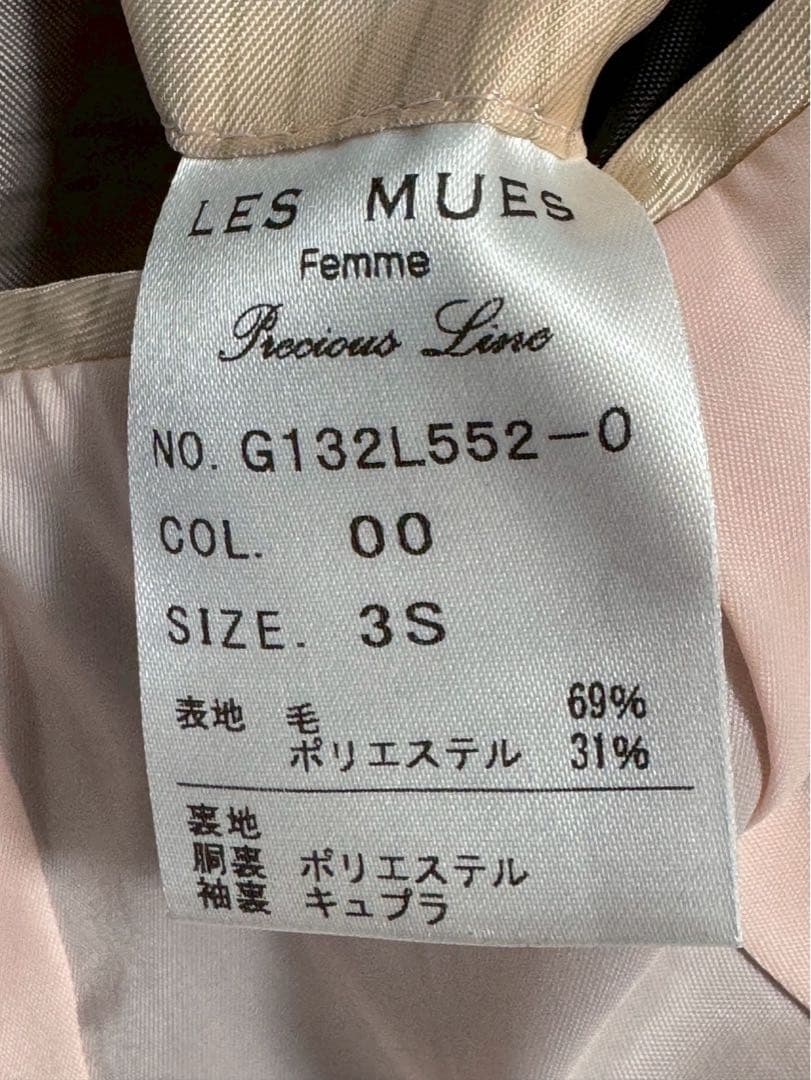 LES MUES
Femme
Precious Line
NO. G132L552-0
COL. 00
SIZE. 3S
表地 毛 69%
ポリエステル 31%
裏地
胴裏 ポリエステル
袖裏 キュプラ